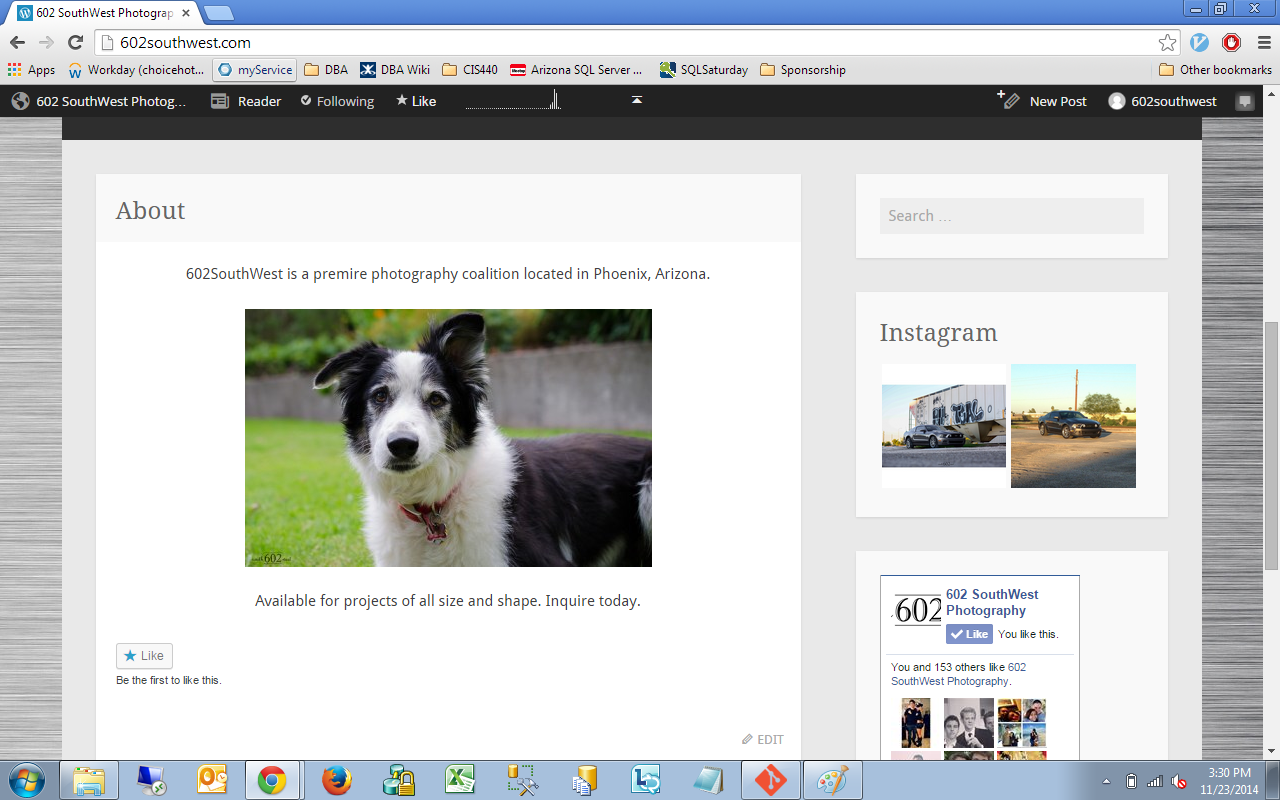 602 SouthWest Photograp
602southwest.com
Apps
Workday (choicehot...
myService
DBA
DBA Wiki
CIS440
Arizona SQL Server ...
SQLSaturday
Sponsorship
Other bookmarks
602 SouthWest Photog...
Reader
Following
Like
New Post
602southwest
About
602SouthWest is a premire photography coalition located in Phoenix, Arizona.
602
Available for projects of all size and shape. Inquire today.
Like
Be the first to like this.
EDIT
Search ...
Instagram
602
602 SouthWest
Photography
Like
You like this.
You and 153 others like 602
SouthWest Photography.
3:30 PM
11/23/2014